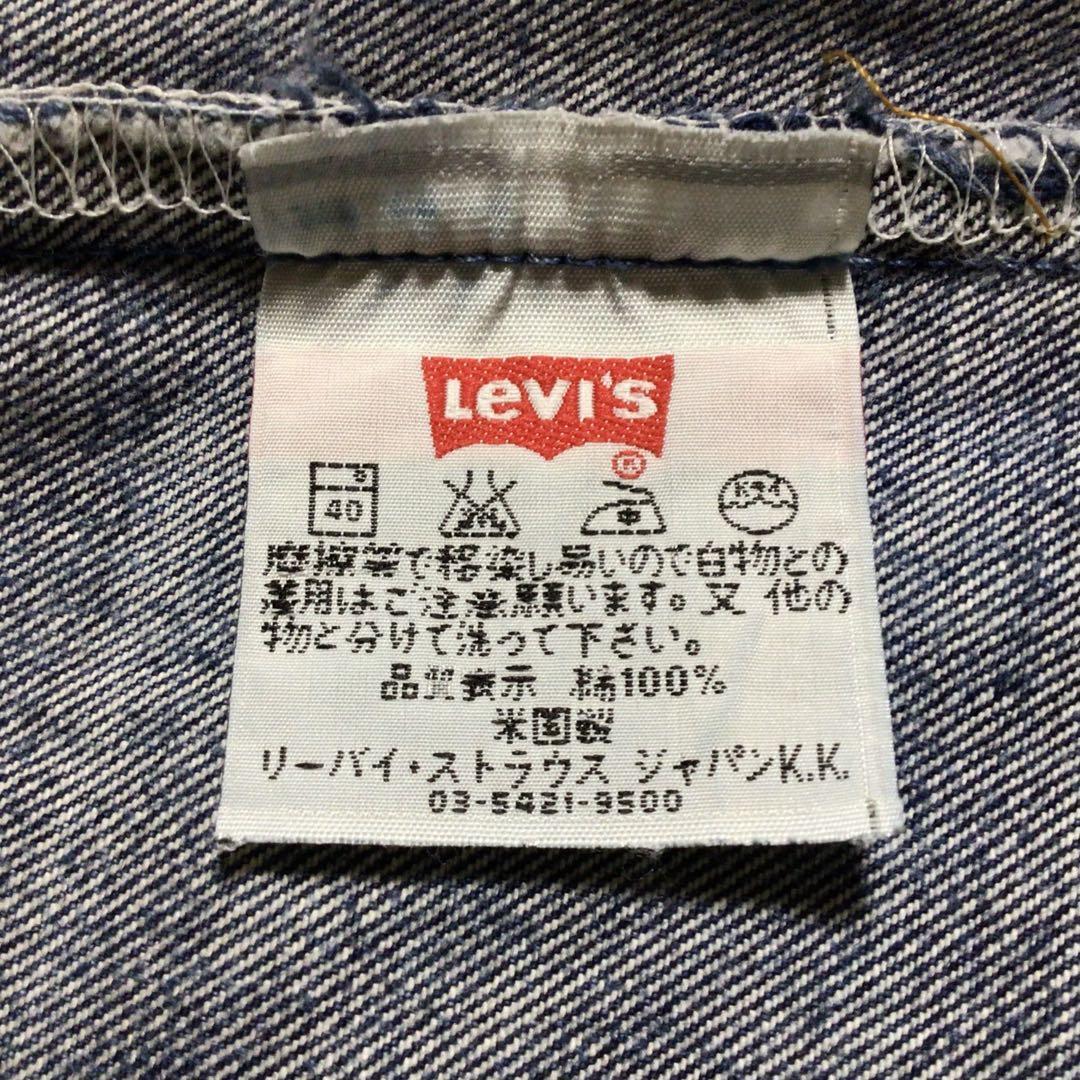 Levi's
®
40
摩擦等で移染し易いので白物との
着用はご注意願います。又 他の
物と分けて洗って下さい。
品質表示 綿100%
米国製
リーバイ・ストラウス ジャパンK.K.
03-5421-9500